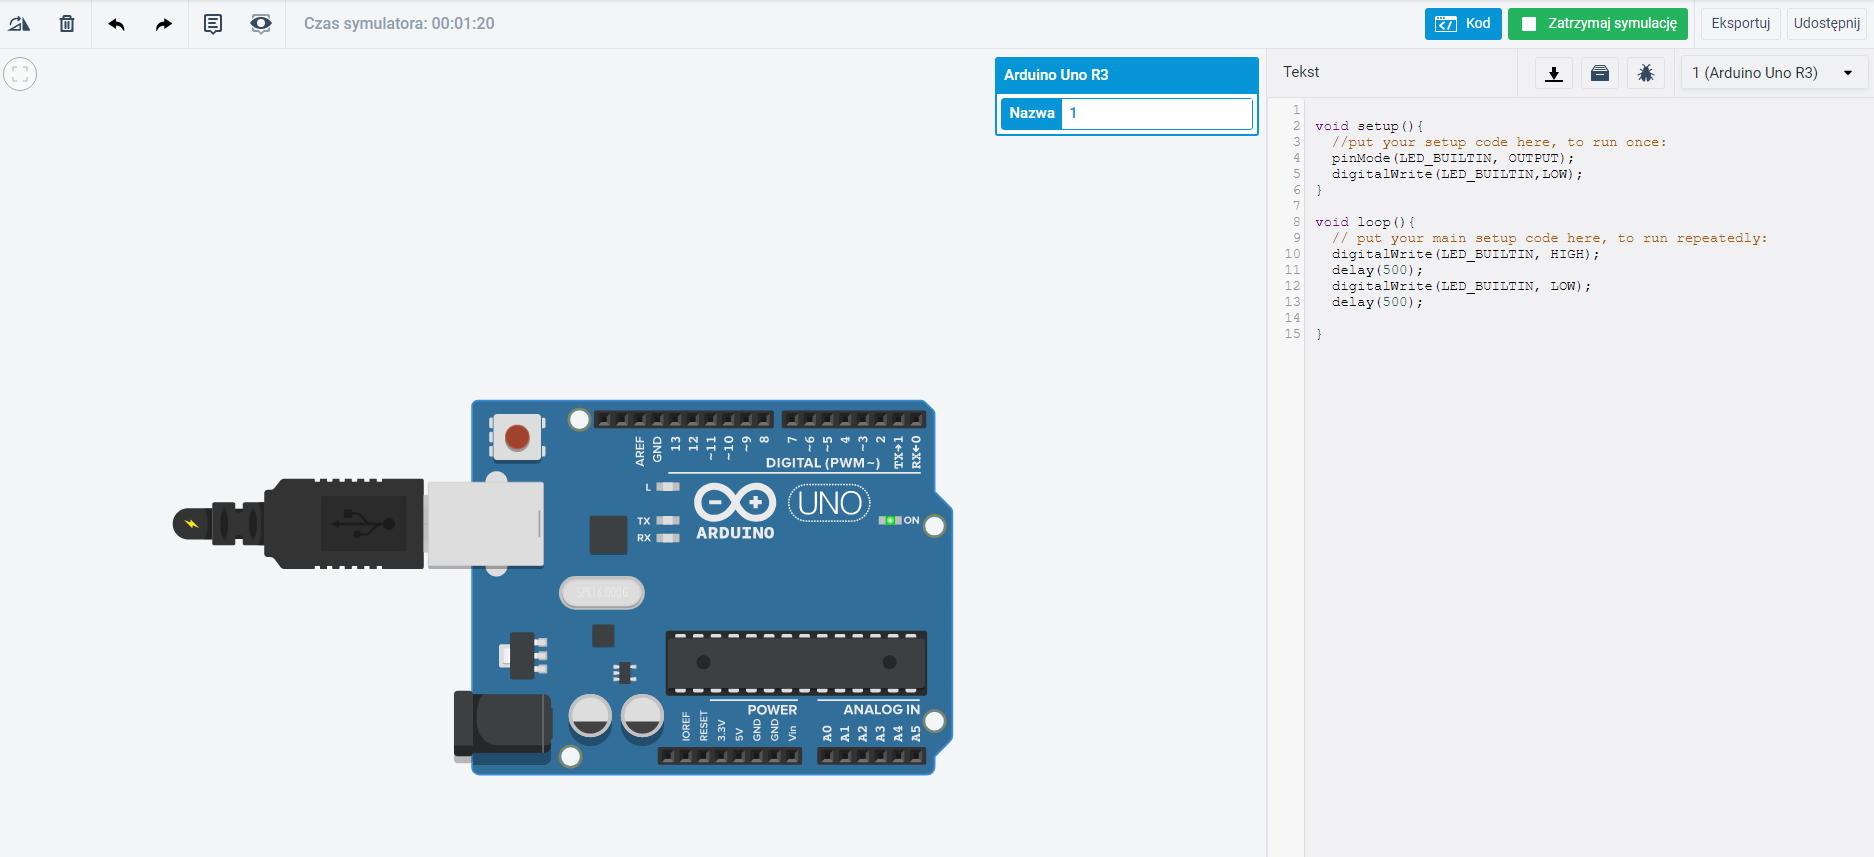 Czas symulatora: 00:01:20
Kod
Zatrzymaj symulację
Eksportuj
Udostępnij
Arduino Uno R3
Nazwa 1
Tekst
1 (Arduino Uno R3)
1
2 void setup(){
3 //put your setup code here, to run once:
4 pinMode(LED_BUILTIN, OUTPUT);
5 digitalWrite(LED_BUILTIN,LOW);
6 }
7
8 void loop(){
9 // put your main setup code here, to run repeatedly:
10 digitalWrite(LED_BUILTIN, HIGH);
11 delay(500);
12 digitalWrite(LED_BUILTIN, LOW);
13 delay(500);
14
15 }
AREF GND 13 12 ~11 ~10 ~9 8 7 ~6 ~5 4 ~3 2 TX→1 RX←0
DIGITAL (PWM~)
L
TX
RX
ARDUINO
UNO
ON
SPK16.000G
POWER
ANALOG IN
IOREF RESET 3.3V 5V GND GND Vin A0 A1 A2 A3 A4 A5